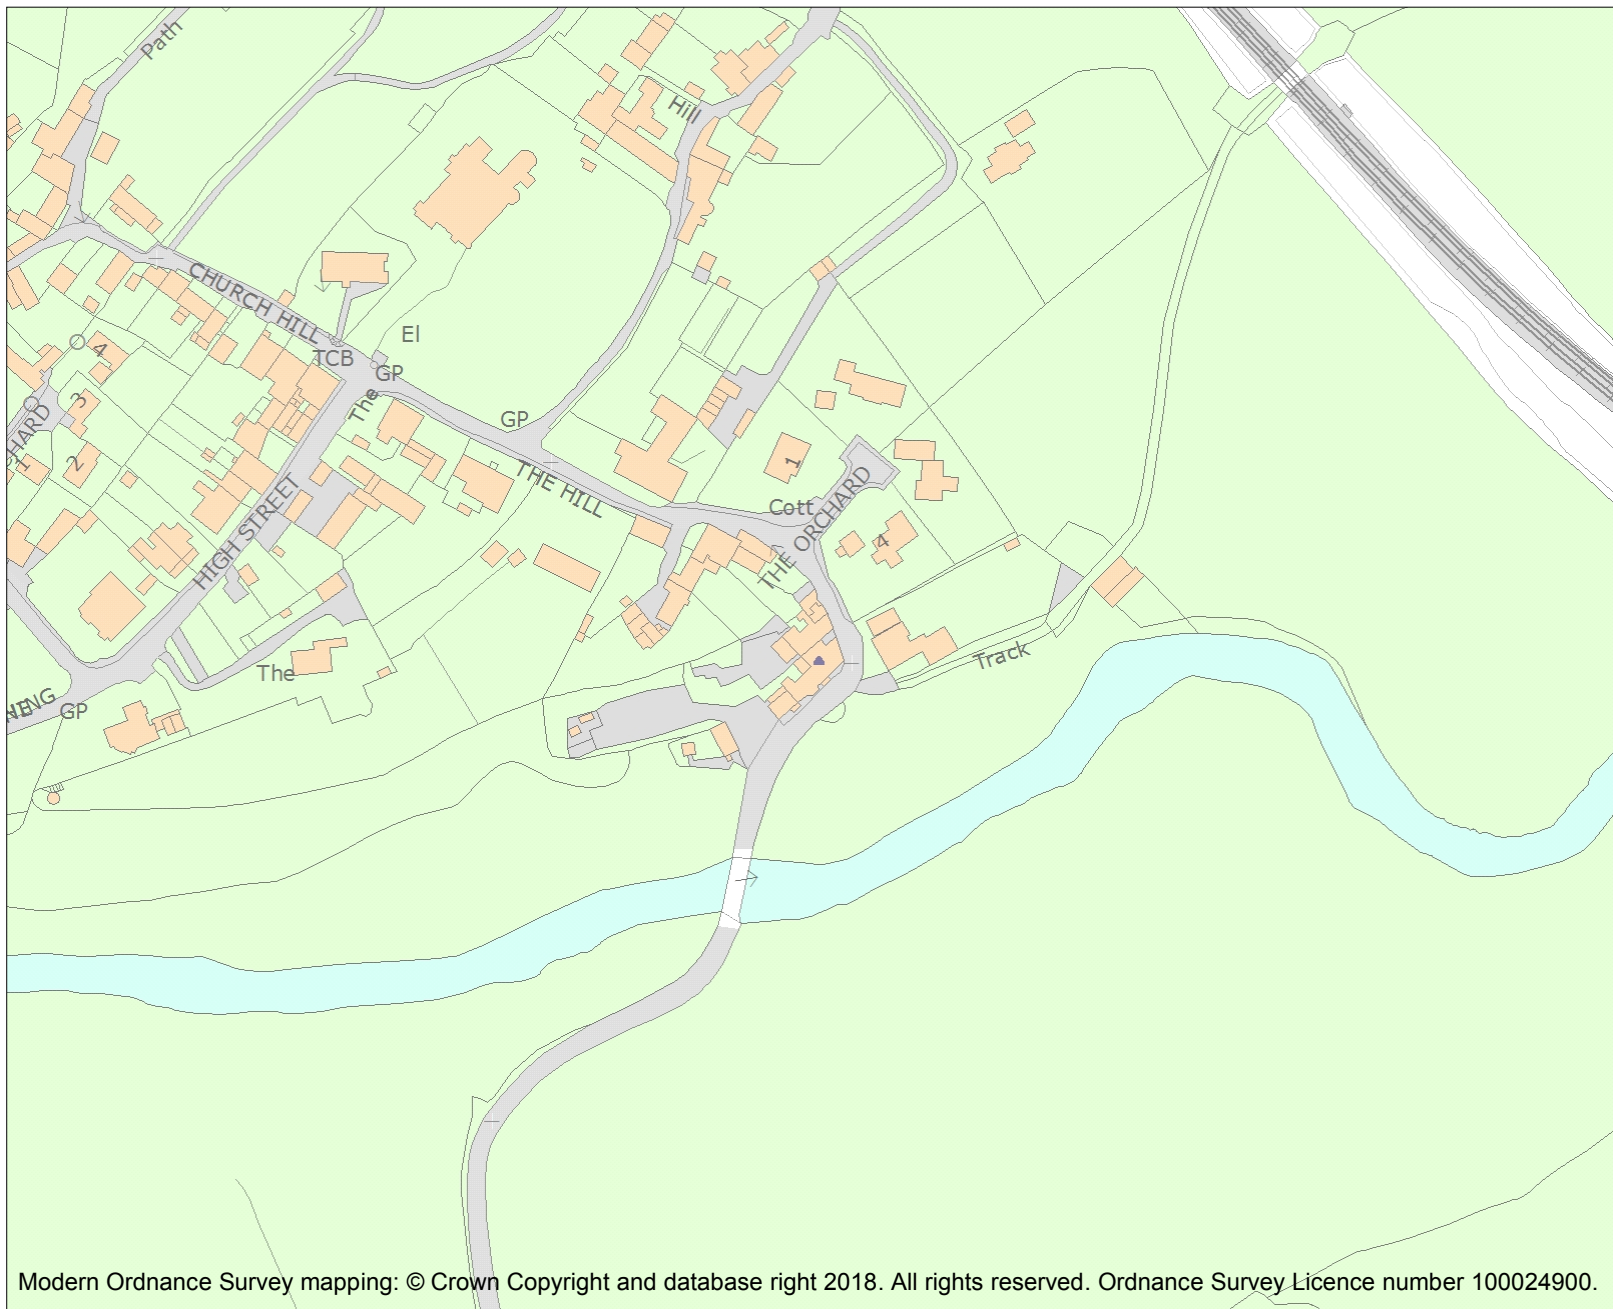 Path
Hill
CHURCH HILL
El
TCB
GP
4
The
3
GP
HARD
1
2
1
THE HILL
HIGH STREET
Cott
THE ORCHARD
4
Track
The
GP
Modern Ordnance Survey mapping: © Crown Copyright and database right 2018. All rights reserved. Ordnance Survey Licence number 100024900.